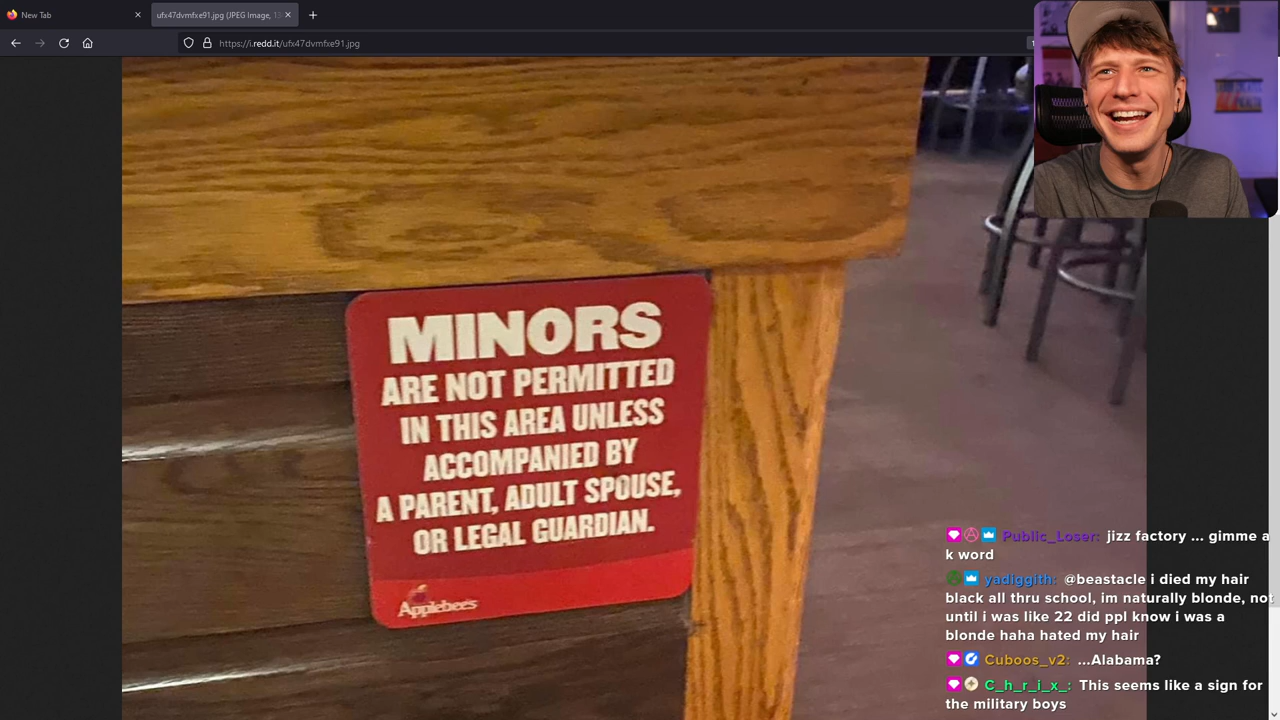 New Tab
ufx47dvmfxe91.jpg (JPEG Image, 13
https://i.redd.it/ufx47dvmfxe91.jpg
MINORS
ARE NOT PERMITTED
IN THIS AREA UNLESS
ACCOMPANIED BY
A PARENT, ADULT SPOUSE,
OR LEGAL GUARDIAN.
Applebee's
Public_Loser: jizz factory ... gimme a
k word
yadiggith: @beastacle i died my hair
black all thru school, im naturally blonde, not
until i was like 22 did ppl know i was a
blonde haha hated my hair
Cuboos_v2: ...Alabama?
C_h_r_i_x_: This seems like a sign for
the military boys